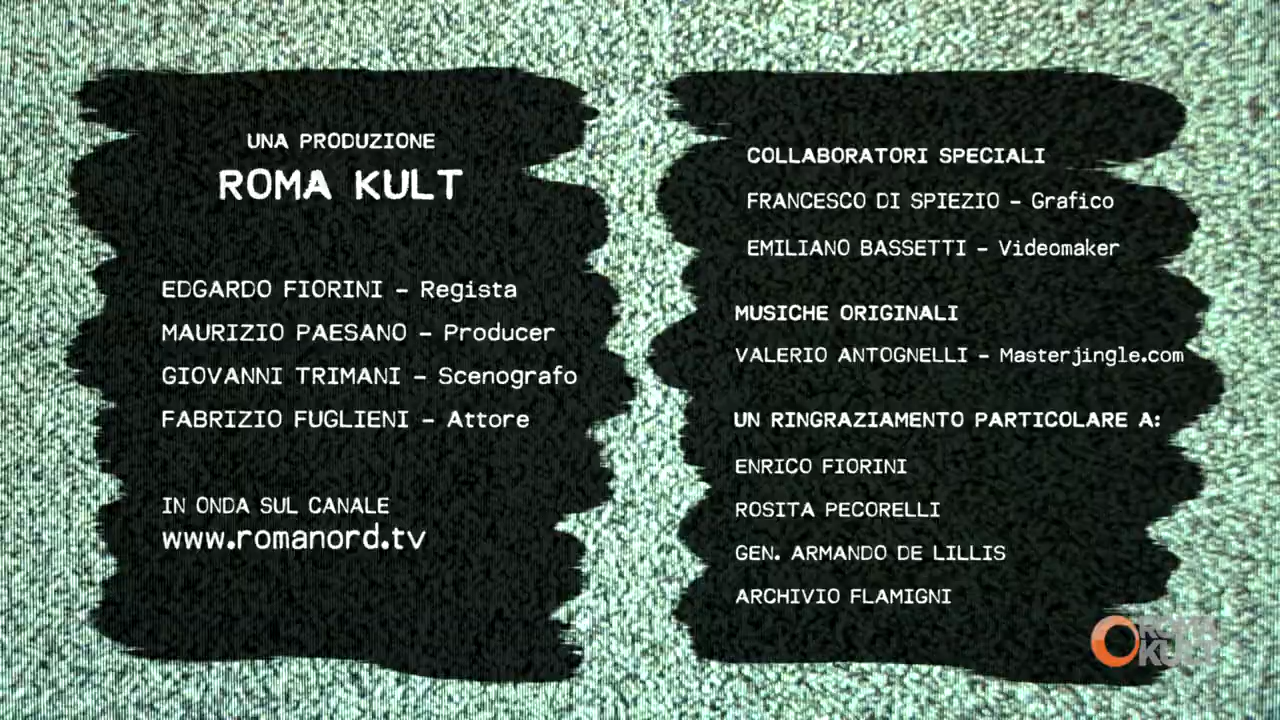 UNA PRODUZIONE
ROMA KULT
EDGARDO FIORINI – Regista
MAURIZIO PAESANO – Producer
GIOVANNI TRIMANI – Scenografo
FABRIZIO FUGLIENI – Attore
IN ONDA SUL CANALE
www.romanord.tv
COLLABORATORI SPECIALI
FRANCESCO DI SPIEZIO – Grafico
EMILIANO BASSETTI – Videomaker
MUSICHE ORIGINALI
VALERIO ANTOGNELLI – Masterjingle.com
UN RINGRAZIAMENTO PARTICOLARE A:
ENRICO FIORINI
ROSITA PECORELLI
GEN. ARMANDO DE LILLIS
ARCHIVIO FLAMIGNI
ROMA
KULT